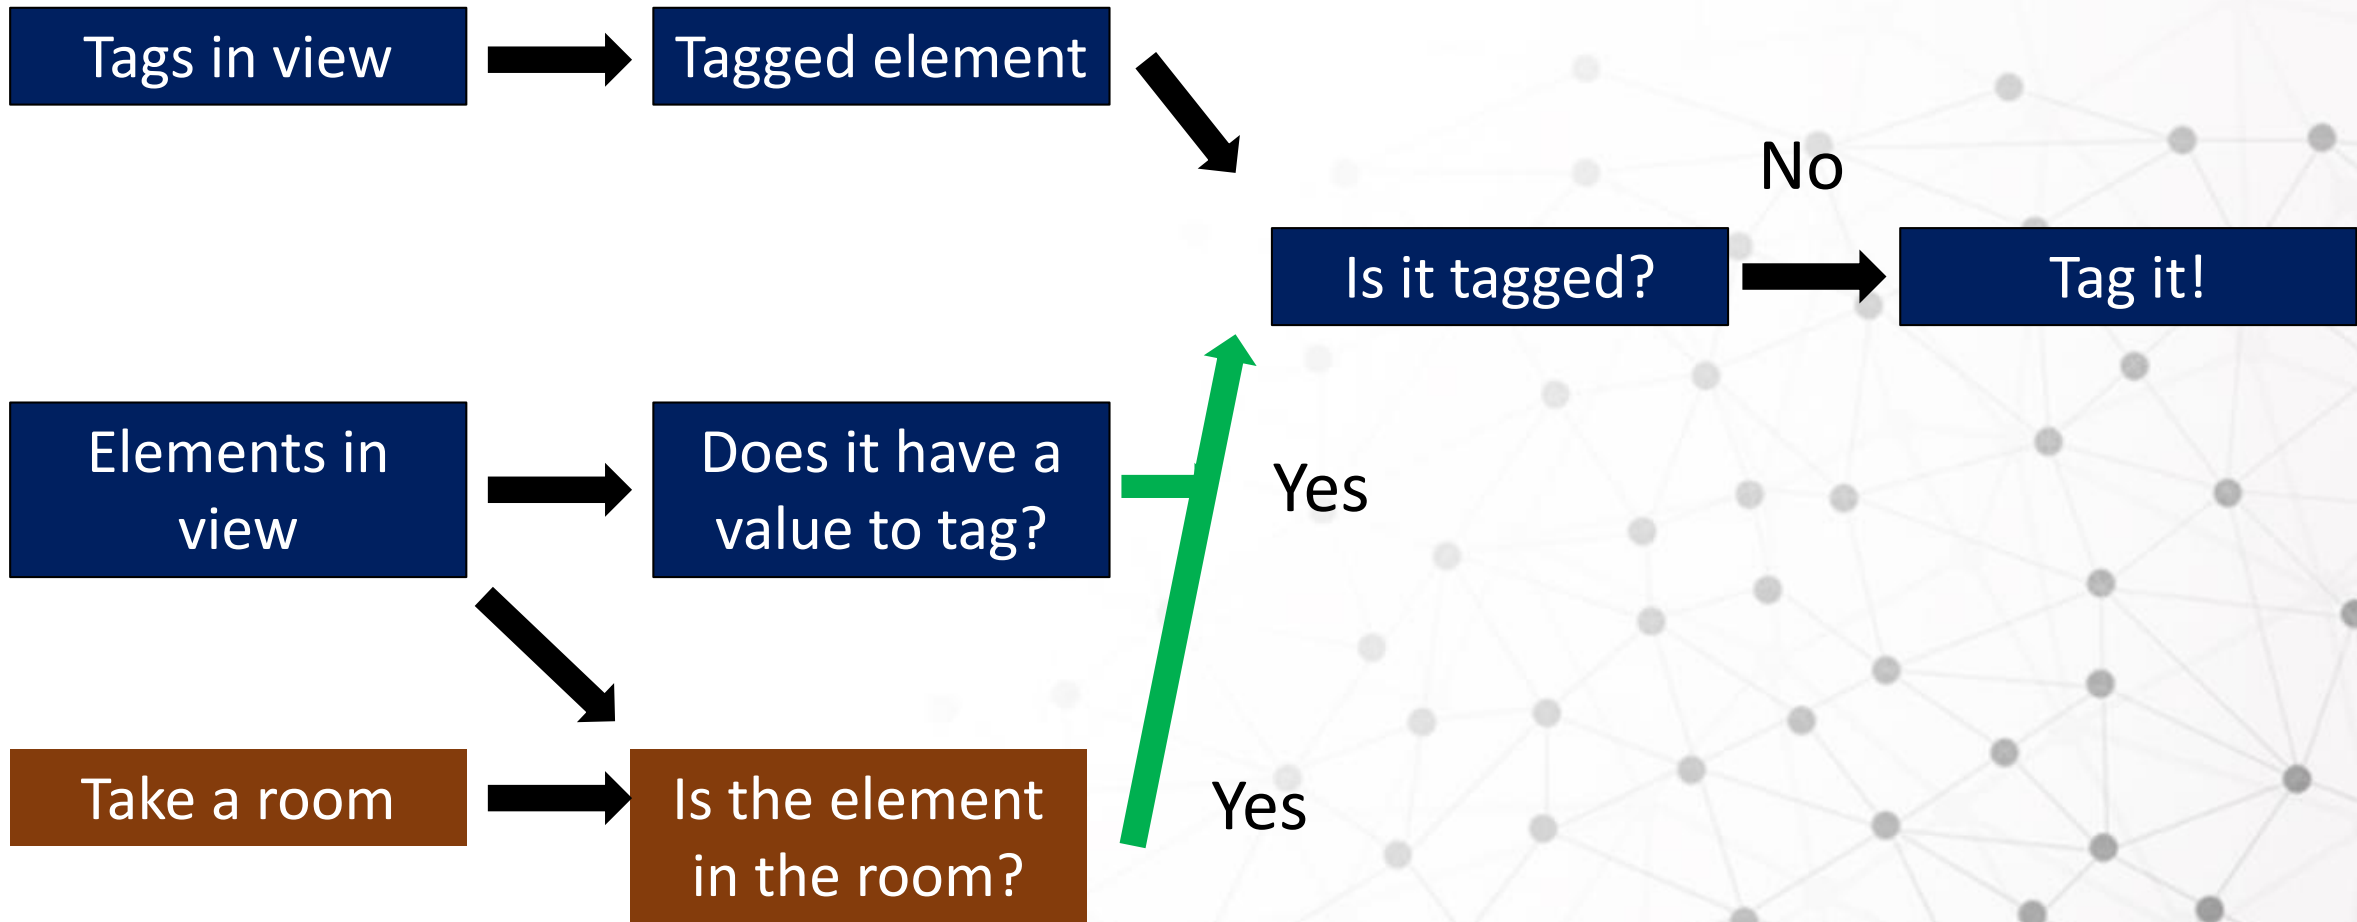 Tags in view
Tagged element
No
Is it tagged?
Tag it!
Elements in
view
Does it have a
value to tag?
Yes
Take a room
Is the element
in the room?
Yes